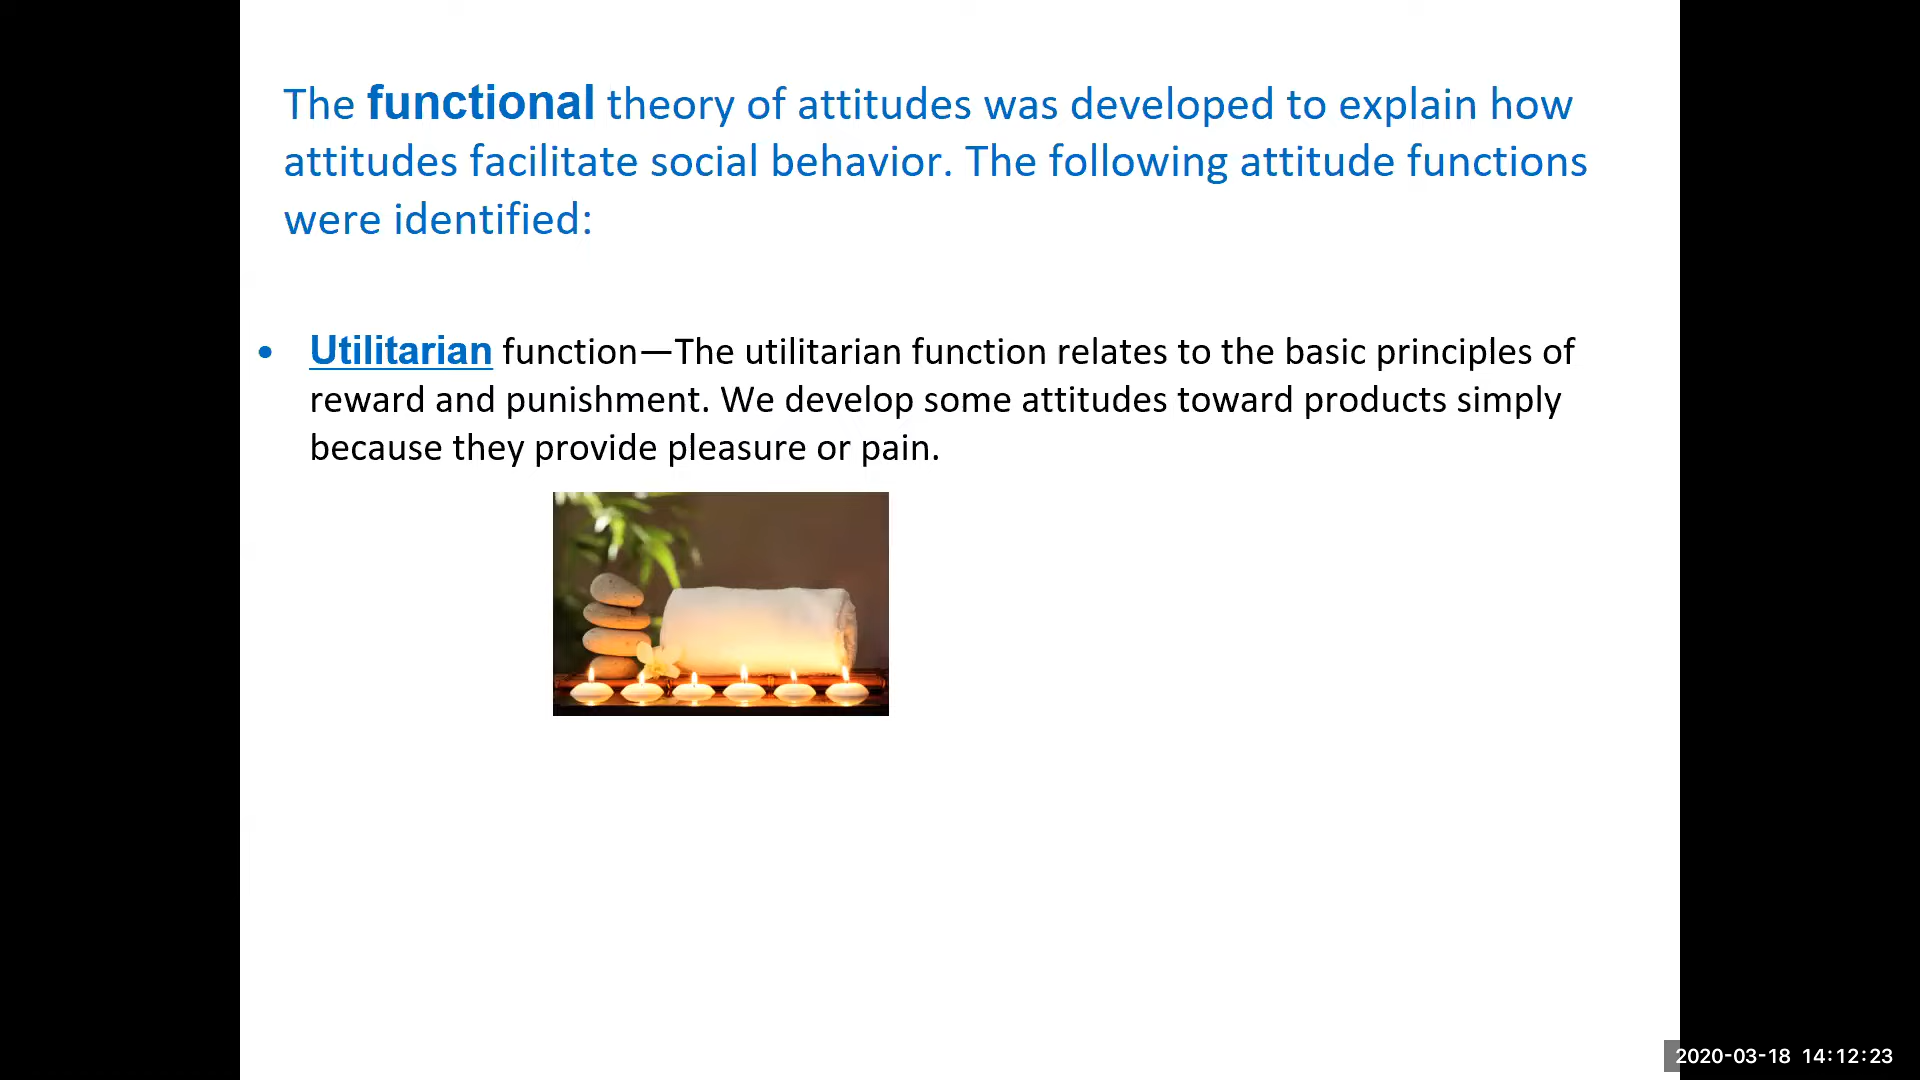 The functional theory of attitudes was developed to explain how
attitudes facilitate social behavior. The following attitude functions
were identified:
• Utilitarian function—The utilitarian function relates to the basic principles of
reward and punishment. We develop some attitudes toward products simply
because they provide pleasure or pain.
2020-03-18 14:12:23